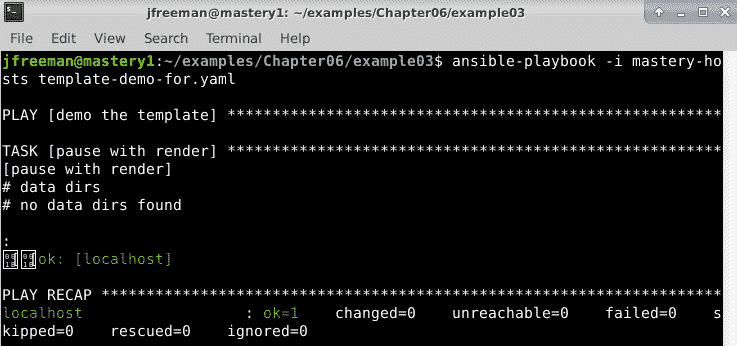 jfreeman@mastery1: ~/examples/Chapter06/example03
File Edit View Search Terminal Help
jfreeman@mastery1:~/examples/Chapter06/example03$ ansible-playbook -i mastery-ho
sts template-demo-for.yaml
PLAY [demo the template] *******************************************************
TASK [pause with render] *******************************************************
[pause with render]
# data dirs
# no data dirs found
:
ok: [localhost]
PLAY RECAP *********************************************************************
localhost : ok=1 changed=0 unreachable=0 failed=0 s
kipped=0 rescued=0 ignored=0